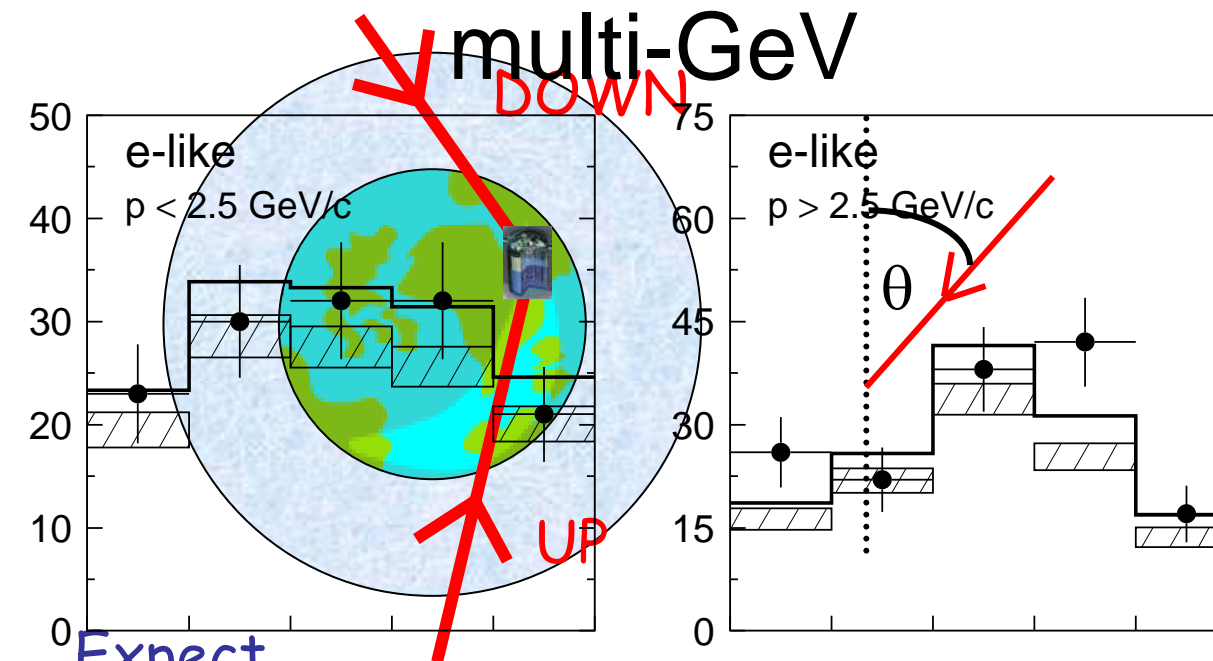 multi-GeV
DOWN
50
40
30
20
10
0
e-like
p < 2.5 GeV/c
UP
Expect
75
60
45
30
15
0
e-like
p > 2.5 GeV/c
θ